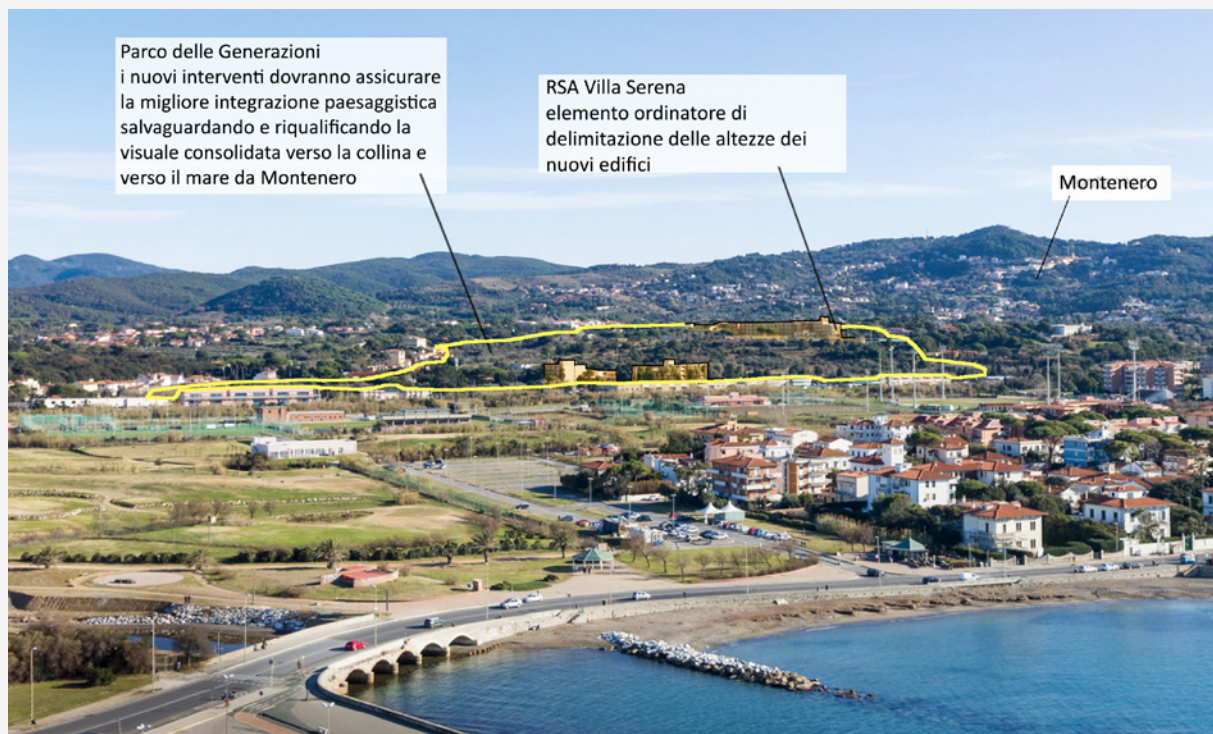 Parco delle Generazioni
i nuovi interventi dovranno assicurare
la migliore integrazione paesaggistica
salvaguardando e riqualificando la
visuale consolidata verso la collina e
verso il mare da Montenero
RSA Villa Serena
elemento ordinatore di
delimitazione delle altezze dei
nuovi edifici
Montenero